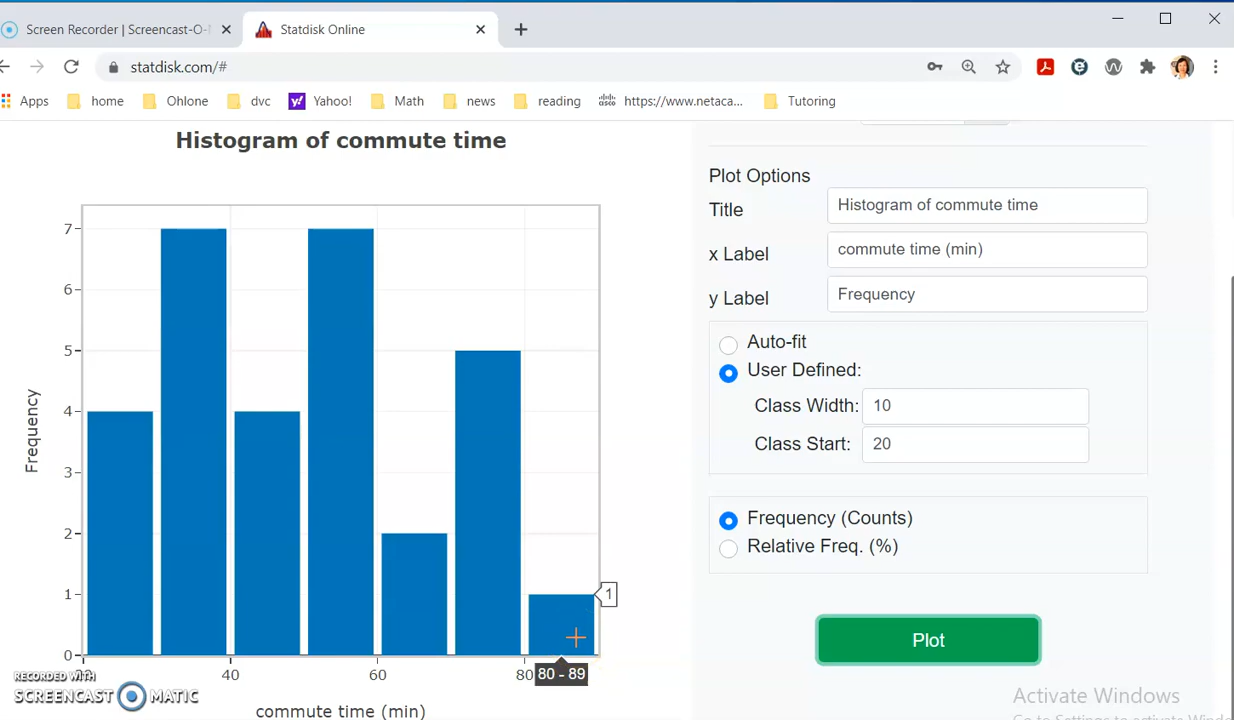 Screen Recorder | Screencast-O-
Statdisk Online
statdisk.com/#
Apps home Ohlone dvc Yahoo! Math news reading https://www.netaca... Tutoring
Histogram of commute time
7
6
5
4
3
2
1
0
Frequency
40 60 80
1
80 - 89
commute time (min)
RECORDED WITH
SCREENCAST MATIC
Plot Options
Title Histogram of commute time
x Label commute time (min)
y Label Frequency
Auto-fit
User Defined:
Class Width: 10
Class Start: 20
Frequency (Counts)
Relative Freq. (%)
Plot
Activate Windows